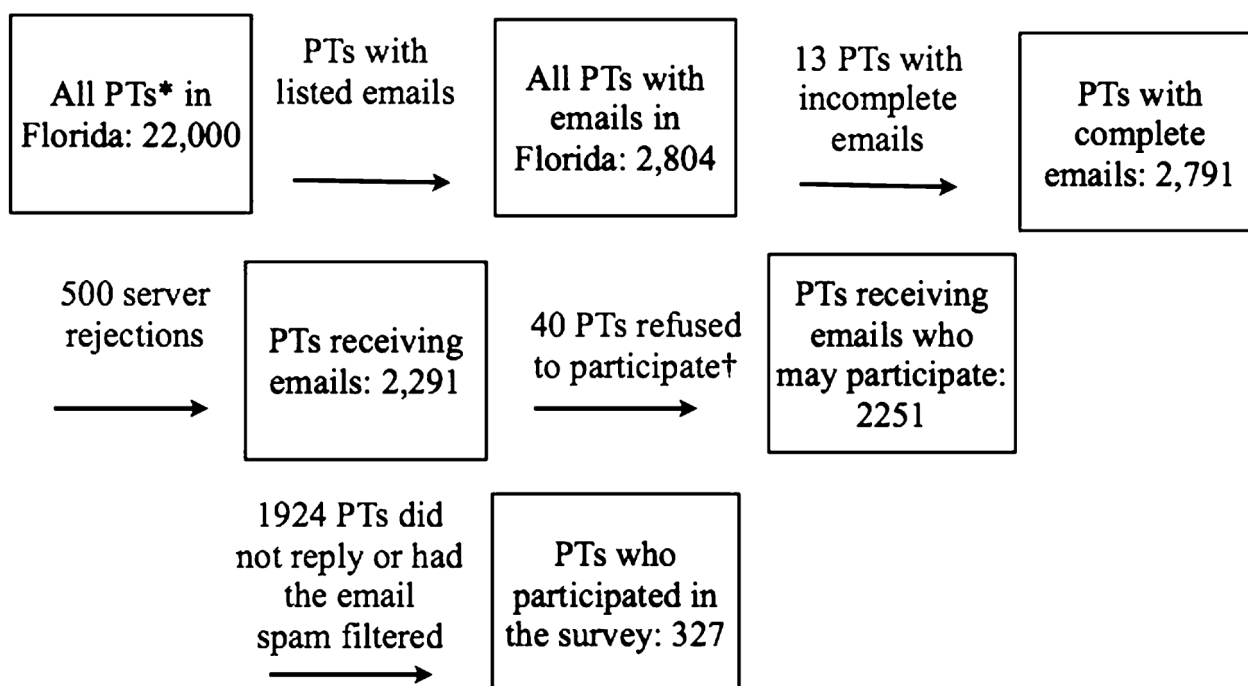 All PTs* in
Florida: 22,000
PTs with
listed emails
All PTs with
emails in
Florida: 2,804
13 PTs with
incomplete
emails
PTs with
complete
emails: 2,791
500 server
rejections
PTs receiving
emails: 2,291
40 PTs refused
to participate†
PTs receiving
emails who
may participate:
2251
1924 PTs did
not reply or had
the email
spam filtered
PTs who
participated in
the survey: 327